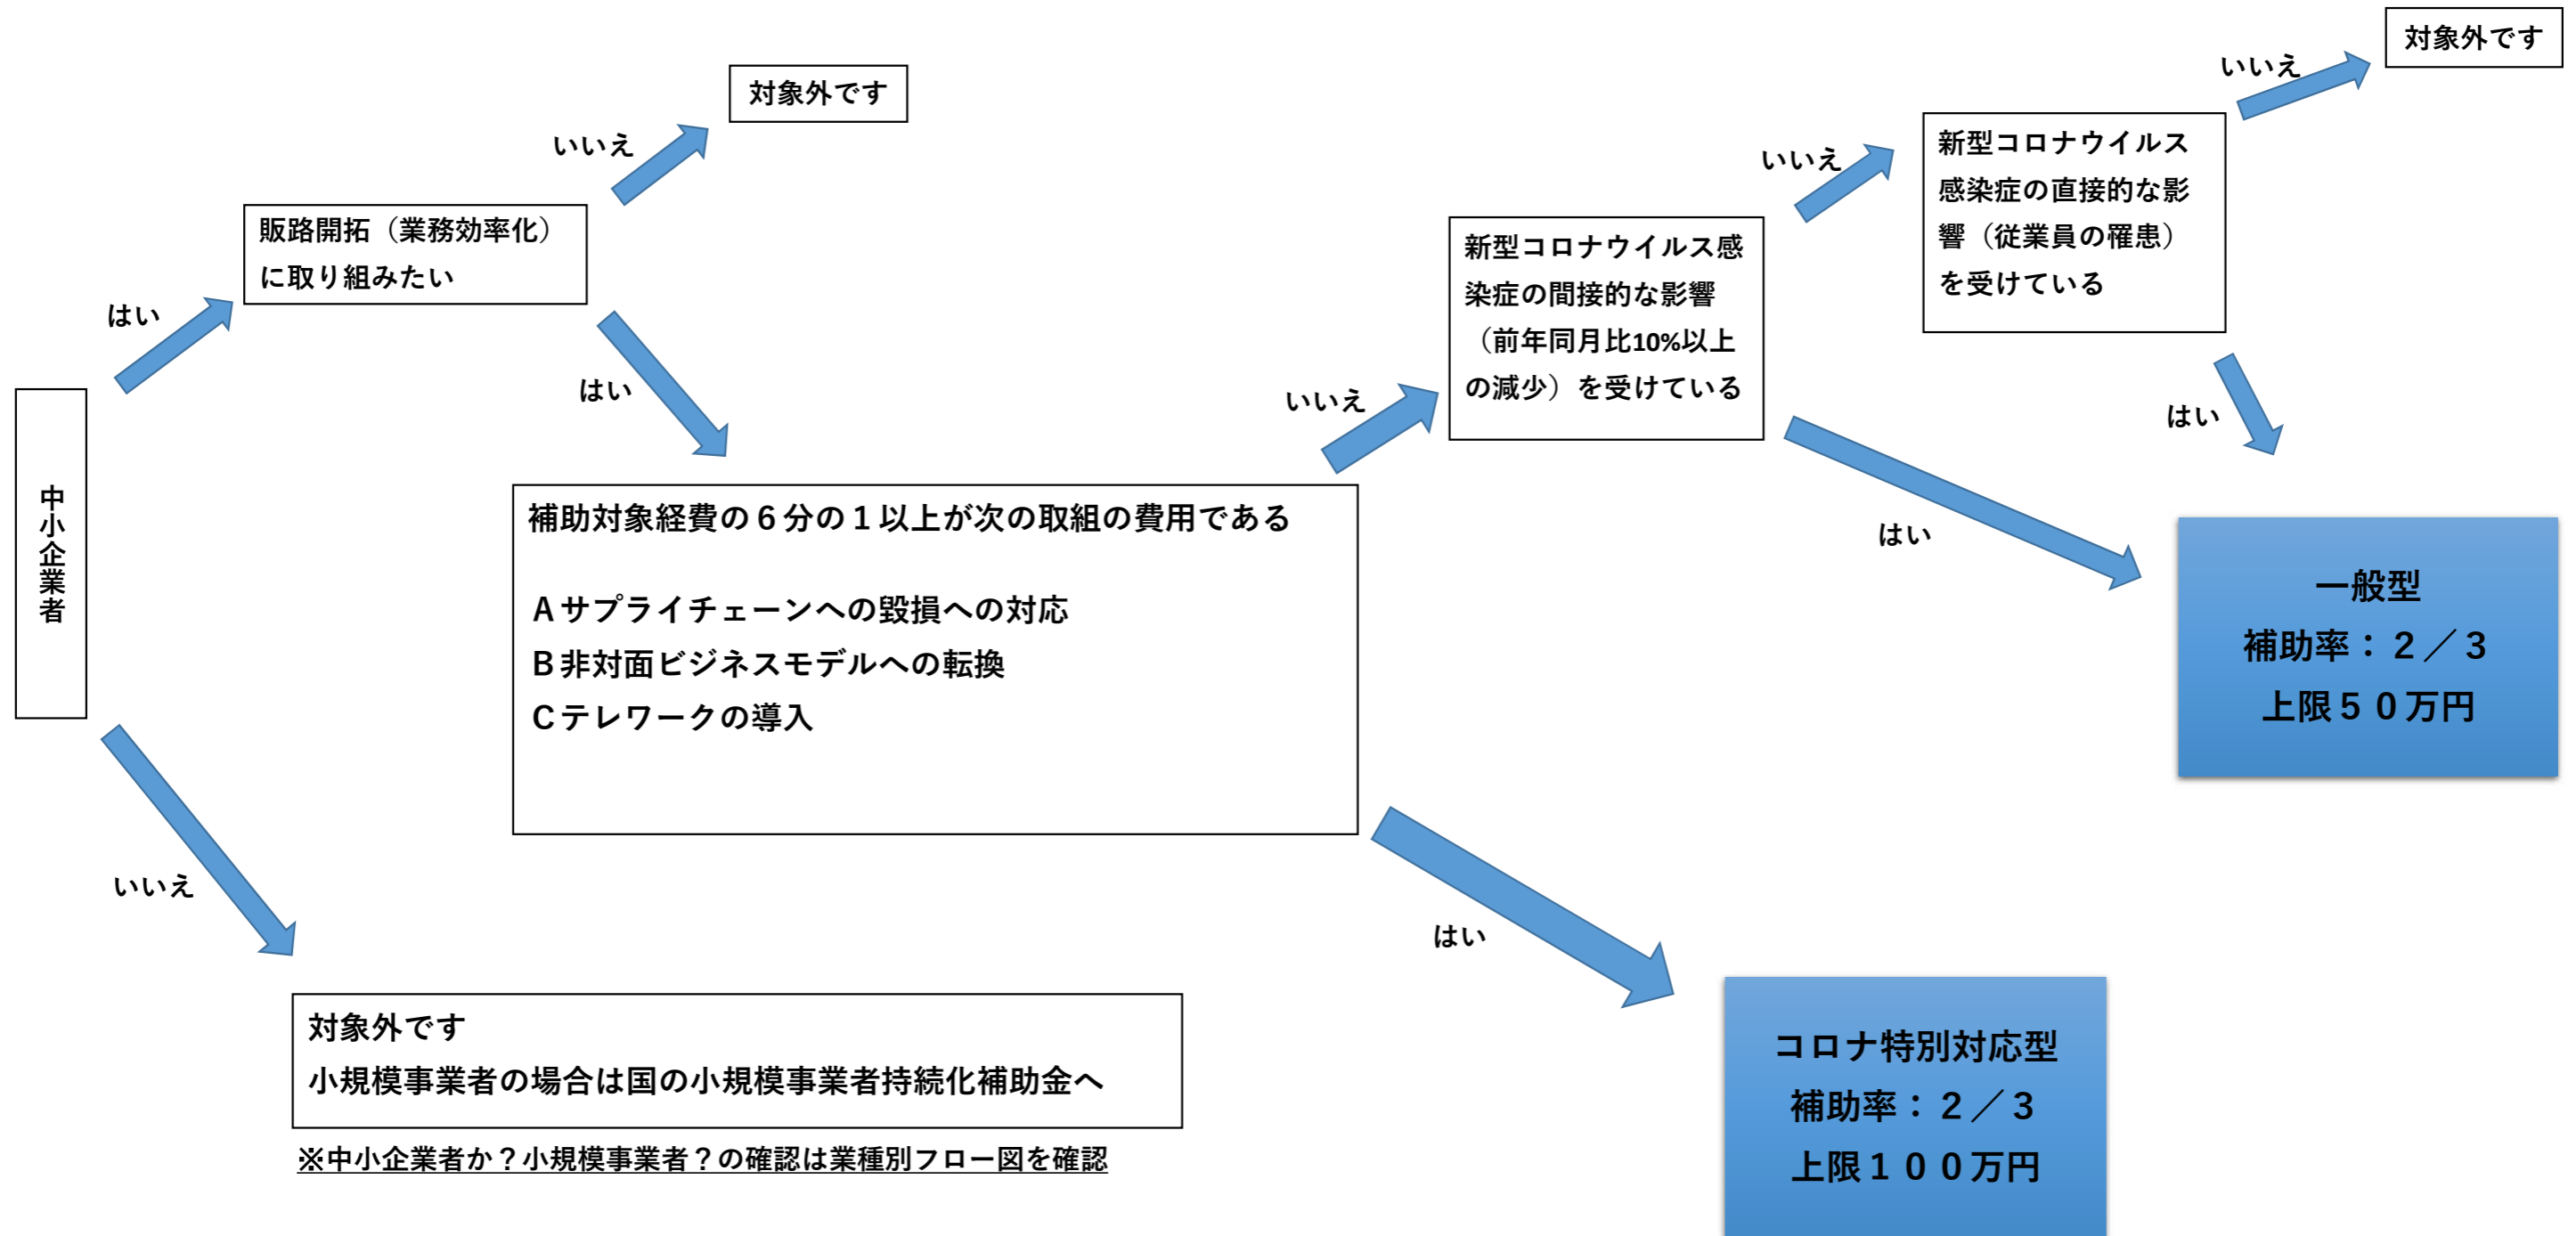 中小企業者
はい
販路開拓（業務効率化）
に取り組みたい
いいえ
対象外です
はい
補助対象経費の６分の１以上が次の取組の費用である
Ａサプライチェーンへの毀損への対応
Ｂ非対面ビジネスモデルへの転換
Ｃテレワークの導入
いいえ
新型コロナウイルス感
染症の間接的な影響
（前年同月比10%以上
の減少）を受けている
いいえ
新型コロナウイルス
感染症の直接的な影
響（従業員の罹患）
を受けている
いいえ
対象外です
はい
はい
一般型
補助率：２／３
上限５０万円
はい
コロナ特別対応型
補助率：２／３
上限１００万円
いいえ
対象外です
小規模事業者の場合は国の小規模事業者持続化補助金へ
※中小企業者か？小規模事業者？の確認は業種別フロー図を確認